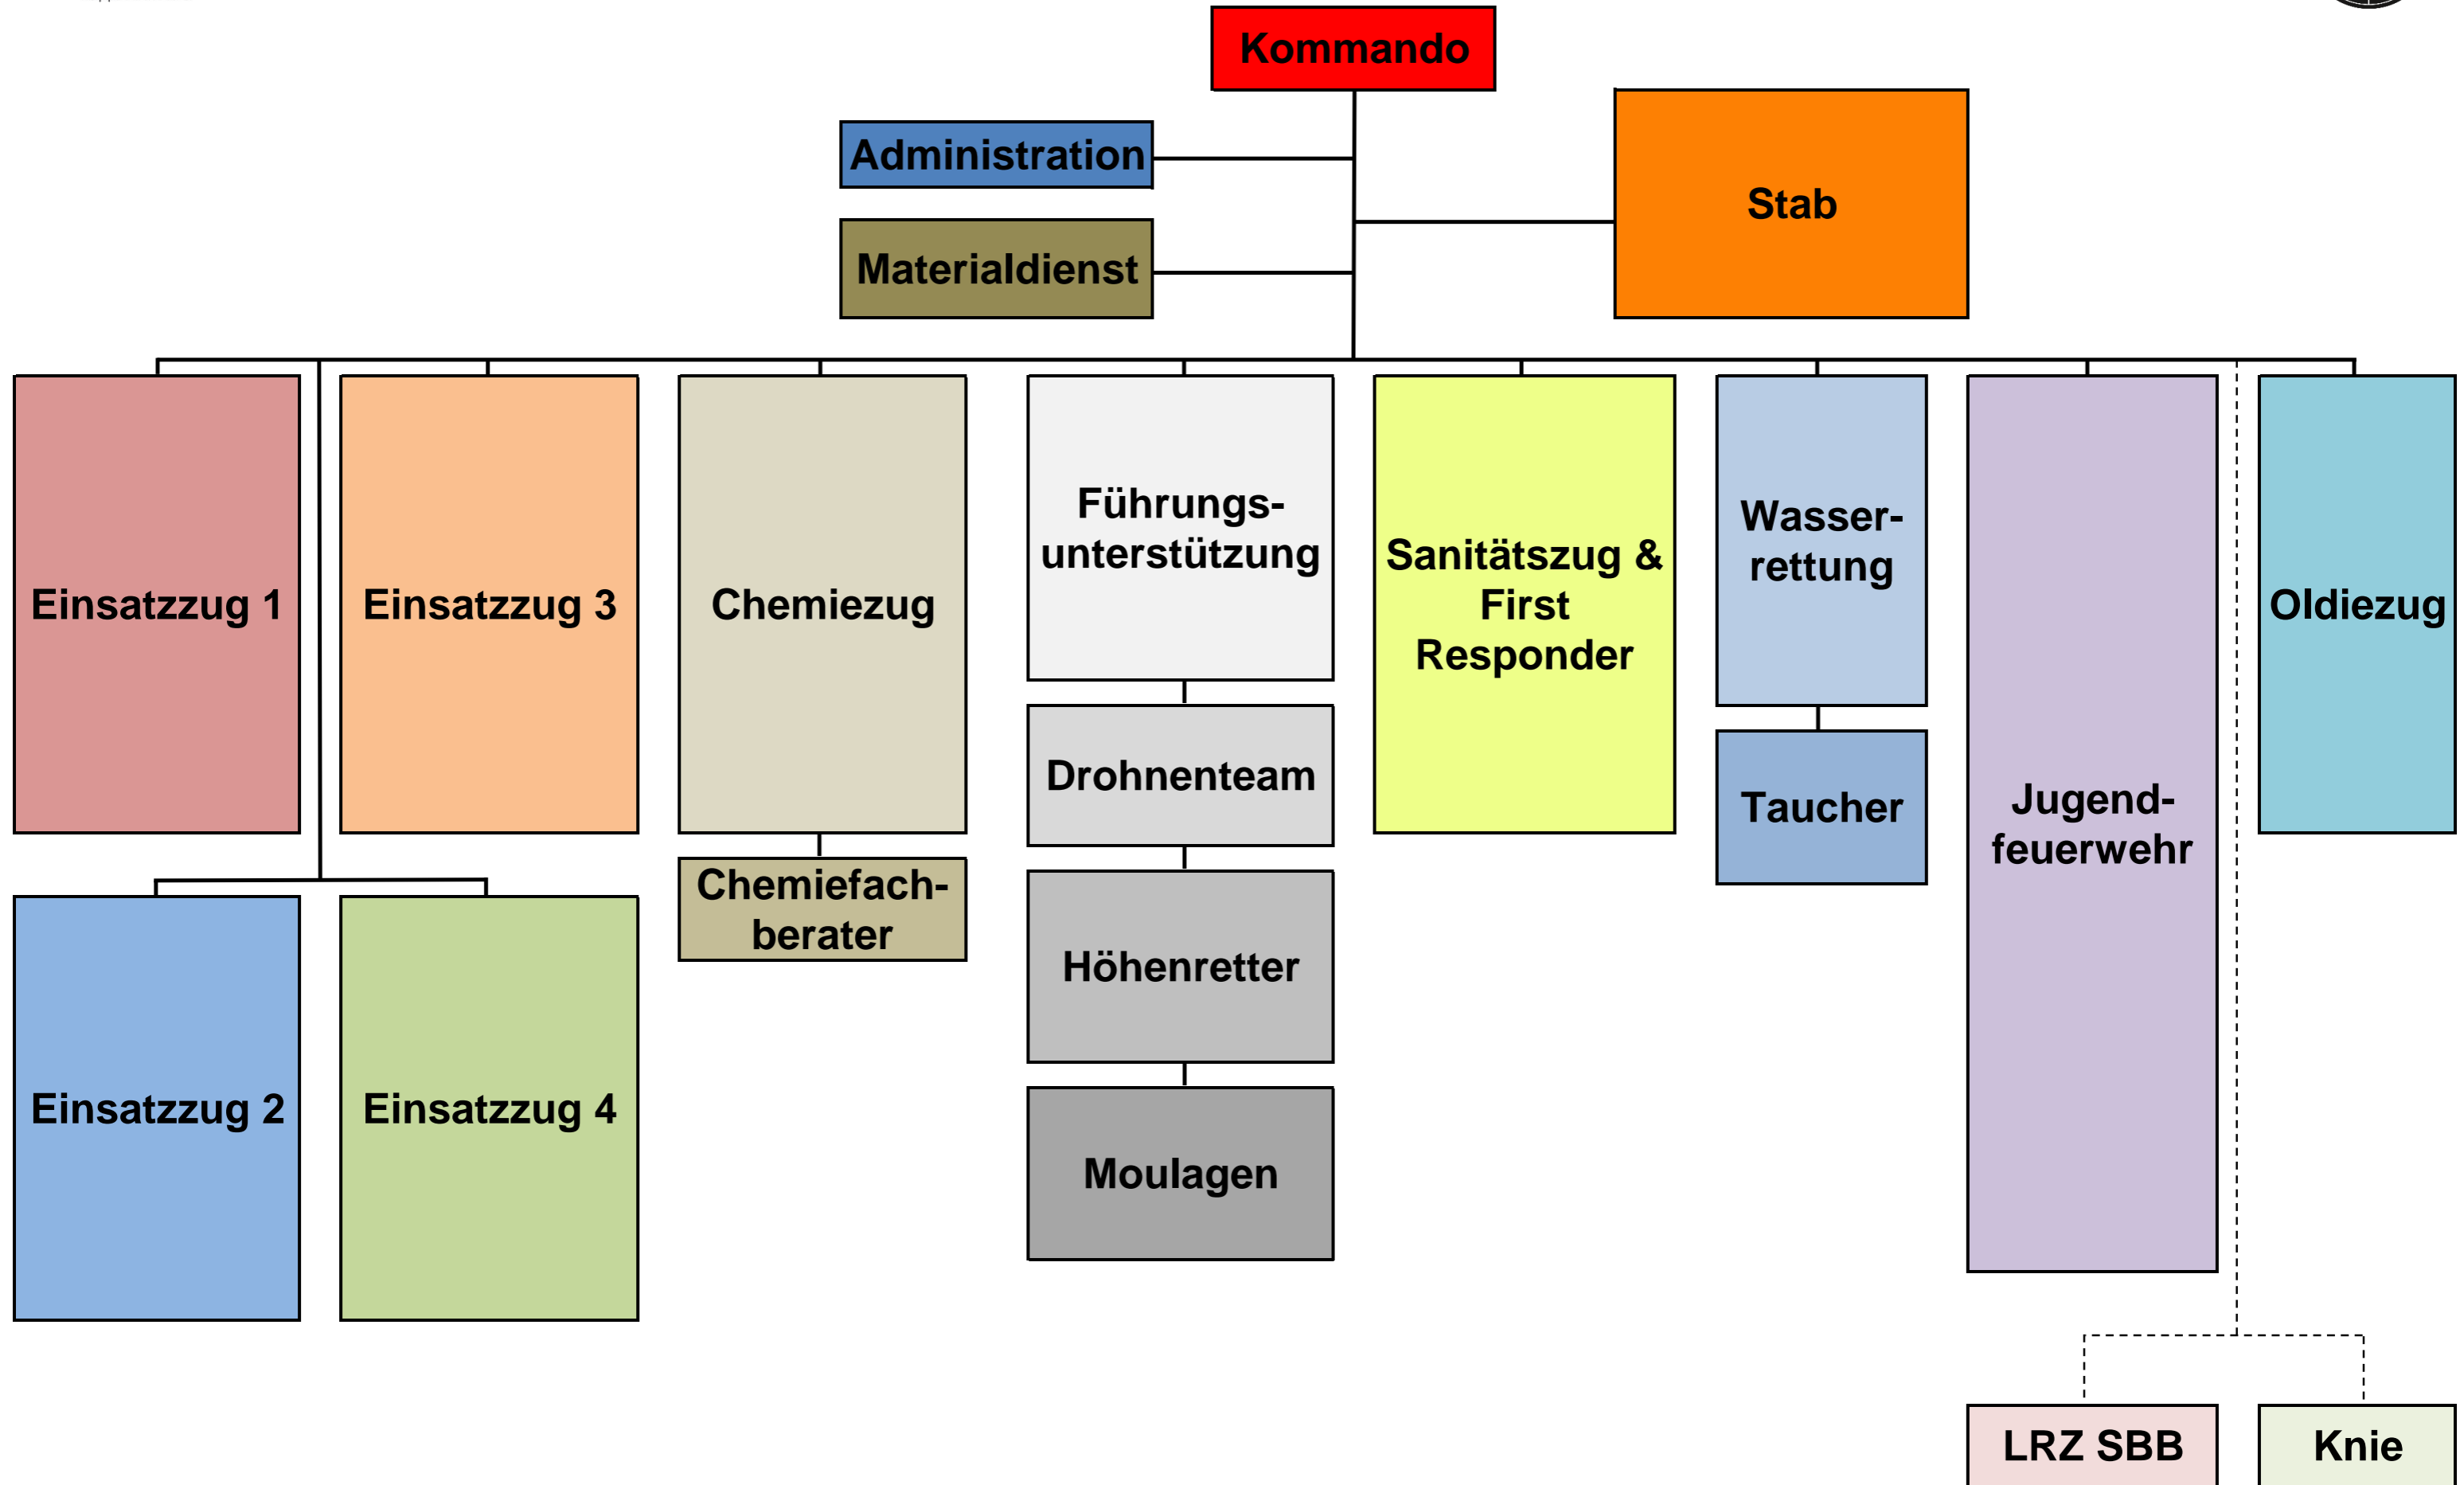 Kommando
Administration
Stab
Materialdienst
Einsatzzug 1
Einsatzzug 3
Chemiezug
Führungs-
unterstützung
Sanitätszug &
First
Responder
Wasser-
rettung
Oldiezug
Drohnenteam
Taucher
Jugend-
feuerwehr
Chemiefach-
berater
Höhenretter
Einsatzzug 2
Einsatzzug 4
Moulagen
LRZ SBB
Knie